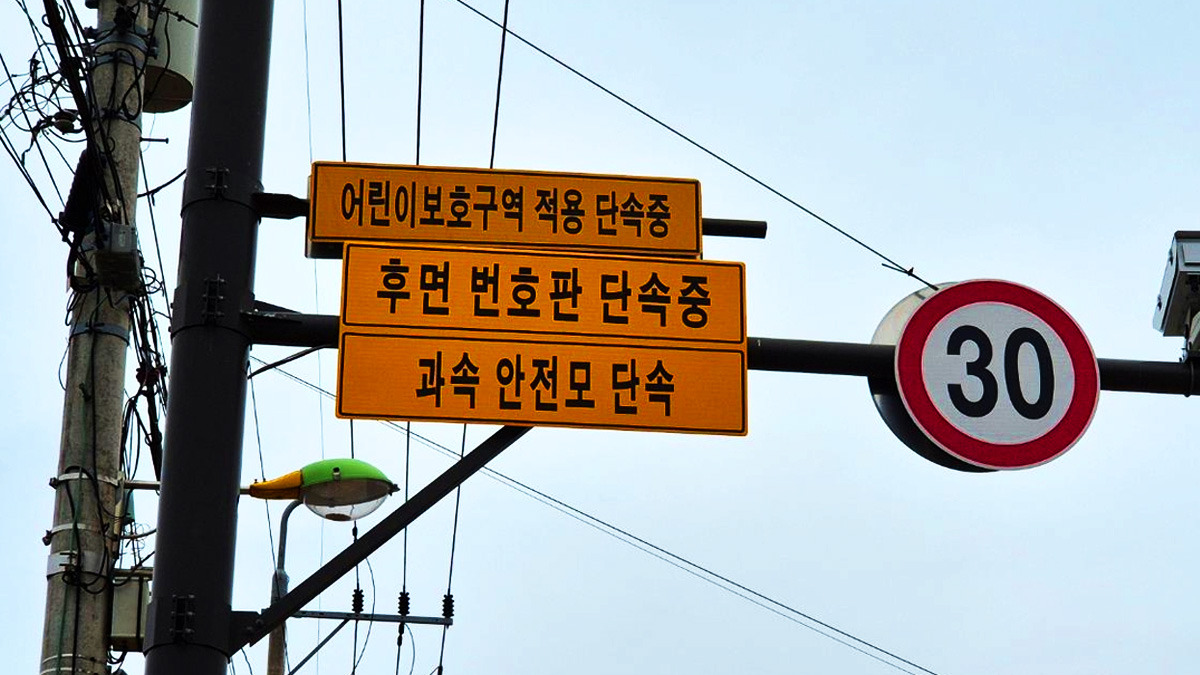 어린이보호구역 적용 단속중
후면 번호판 단속중
과속 안전모 단속
30